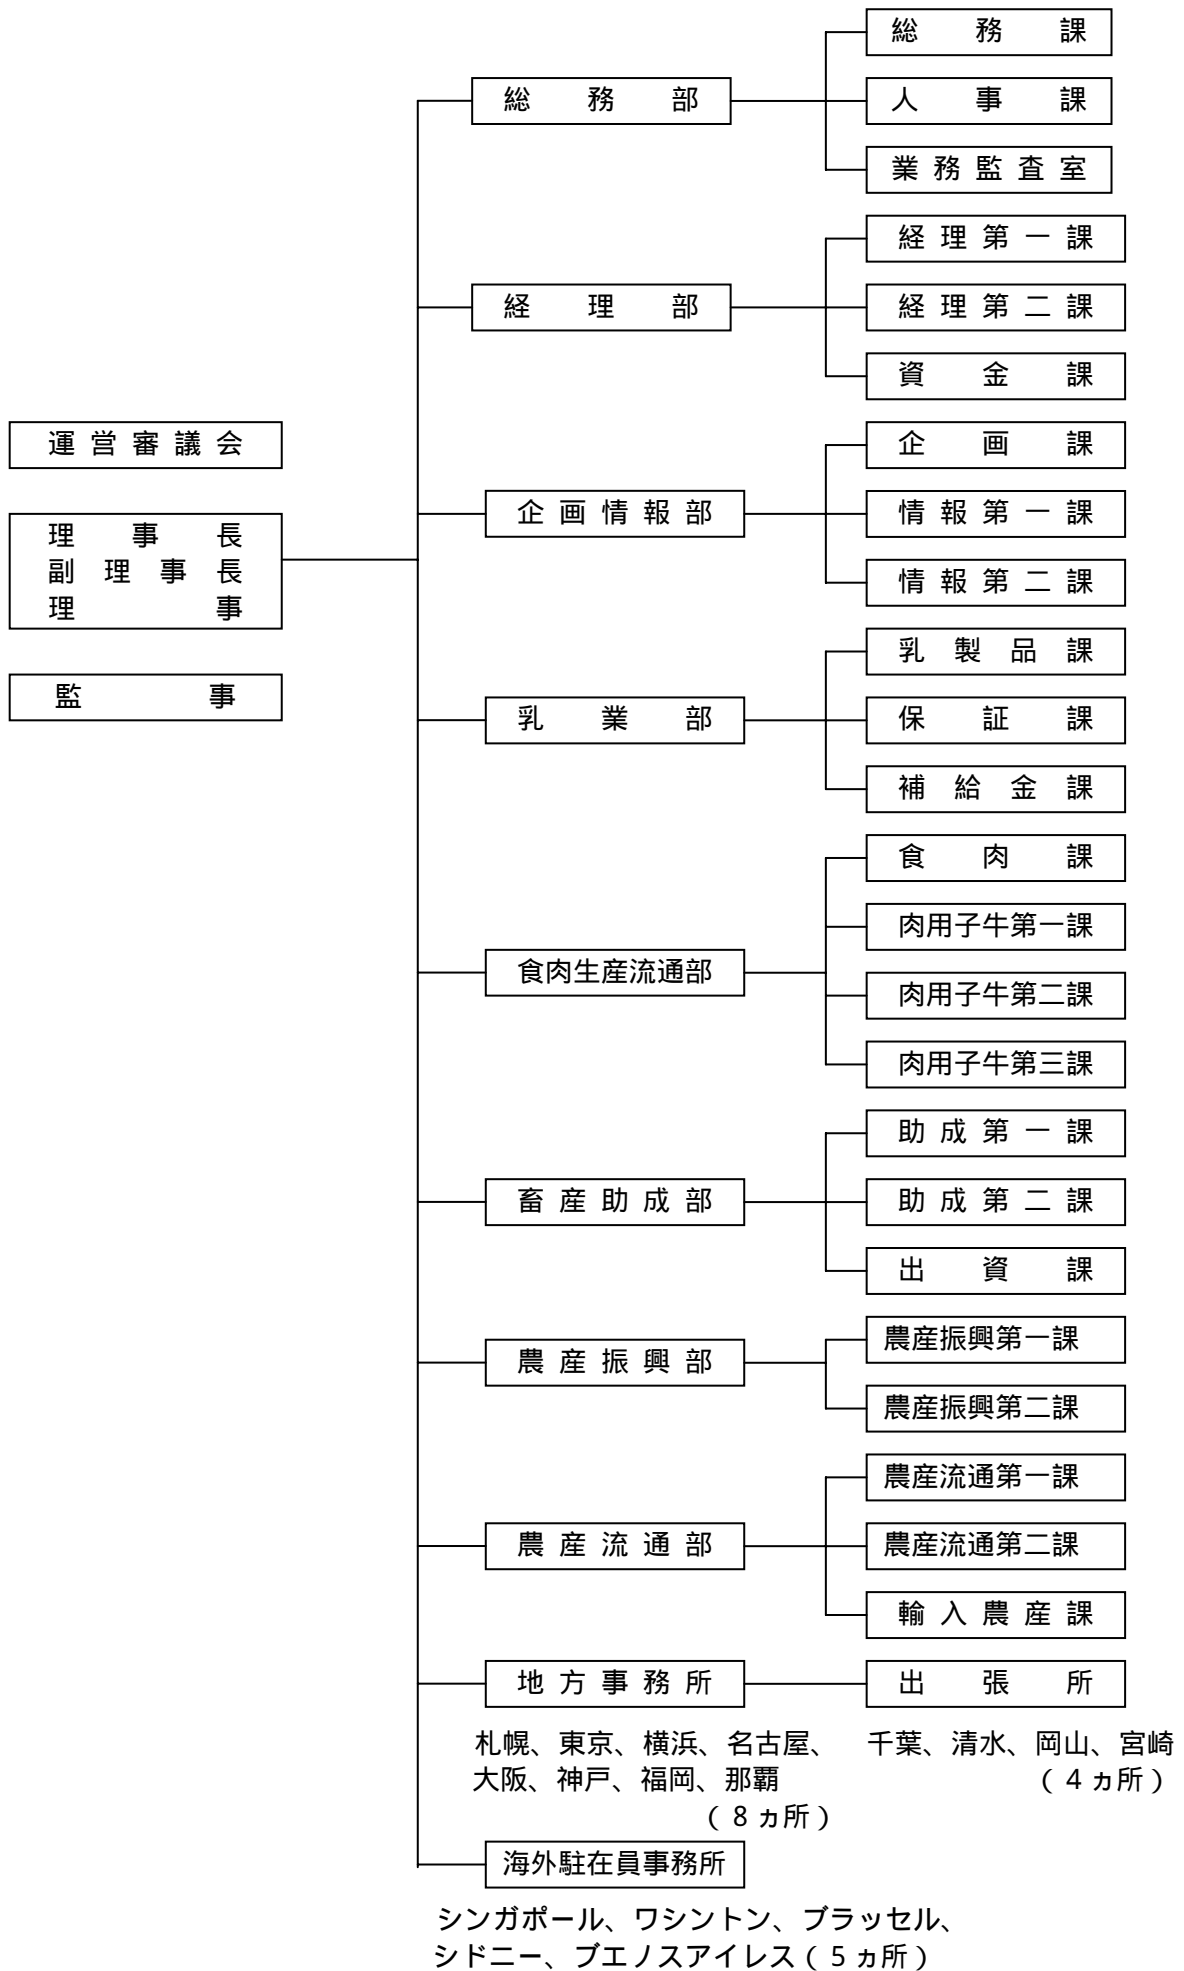 運営審議会
理事長
副理事長
理事
監事
総務部
総務課
人事課
業務監査室
経理部
経理第一課
経理第二課
資金課
企画情報部
企画課
情報第一課
情報第二課
乳業部
乳製品課
保証課
補給金課
食肉生産流通部
食肉課
肉用子牛第一課
肉用子牛第二課
肉用子牛第三課
畜産助成部
助成第一課
助成第二課
出資課
農産振興部
農産振興第一課
農産振興第二課
農産流通部
農産流通第一課
農産流通第二課
輸入農産課
地方事務所
札幌、東京、横浜、名古屋、
大阪、神戸、福岡、那覇
（8ヵ所）
出張所
千葉、清水、岡山、宮崎
（4ヵ所）
海外駐在員事務所
シンガポール、ワシントン、ブラッセル、
シドニー、ブエノスアイレス（5ヵ所）